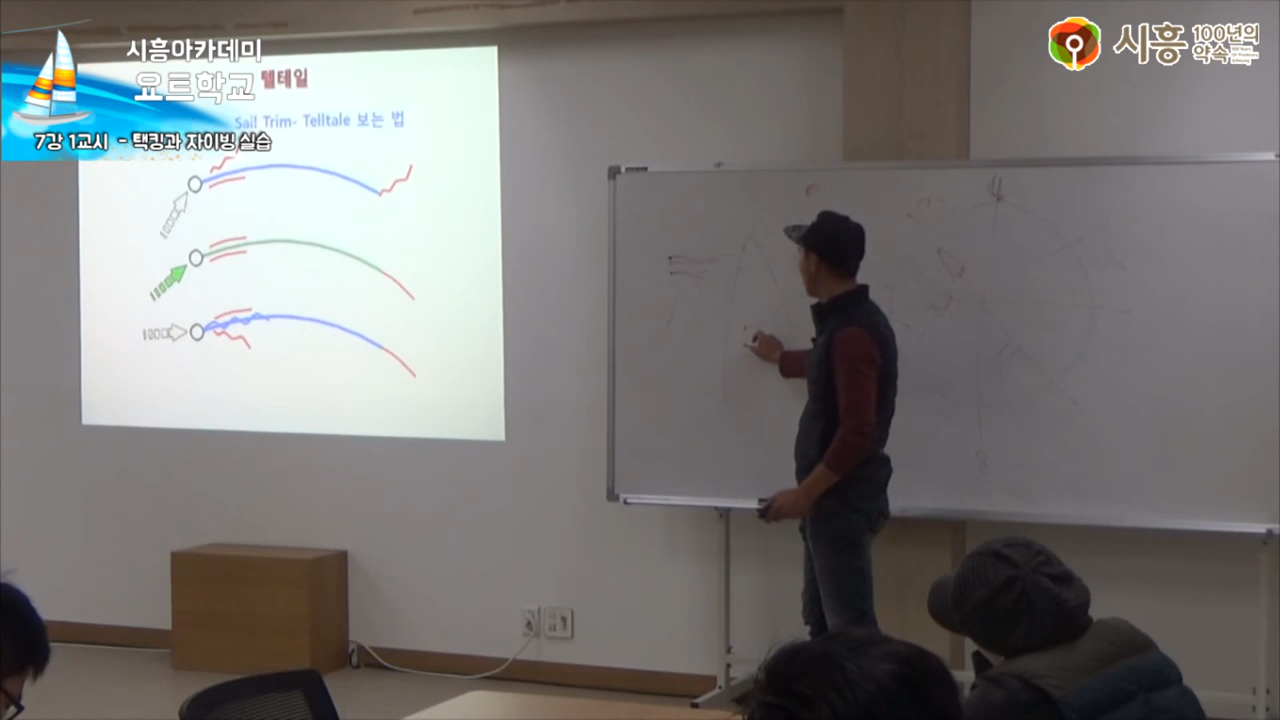 시흥아카데미
요트학교
7강 1교시 - 택킹과 자이빙 실습
텔테일
Sail Trim- Telltale 보는 법
시흥 100년의
약속